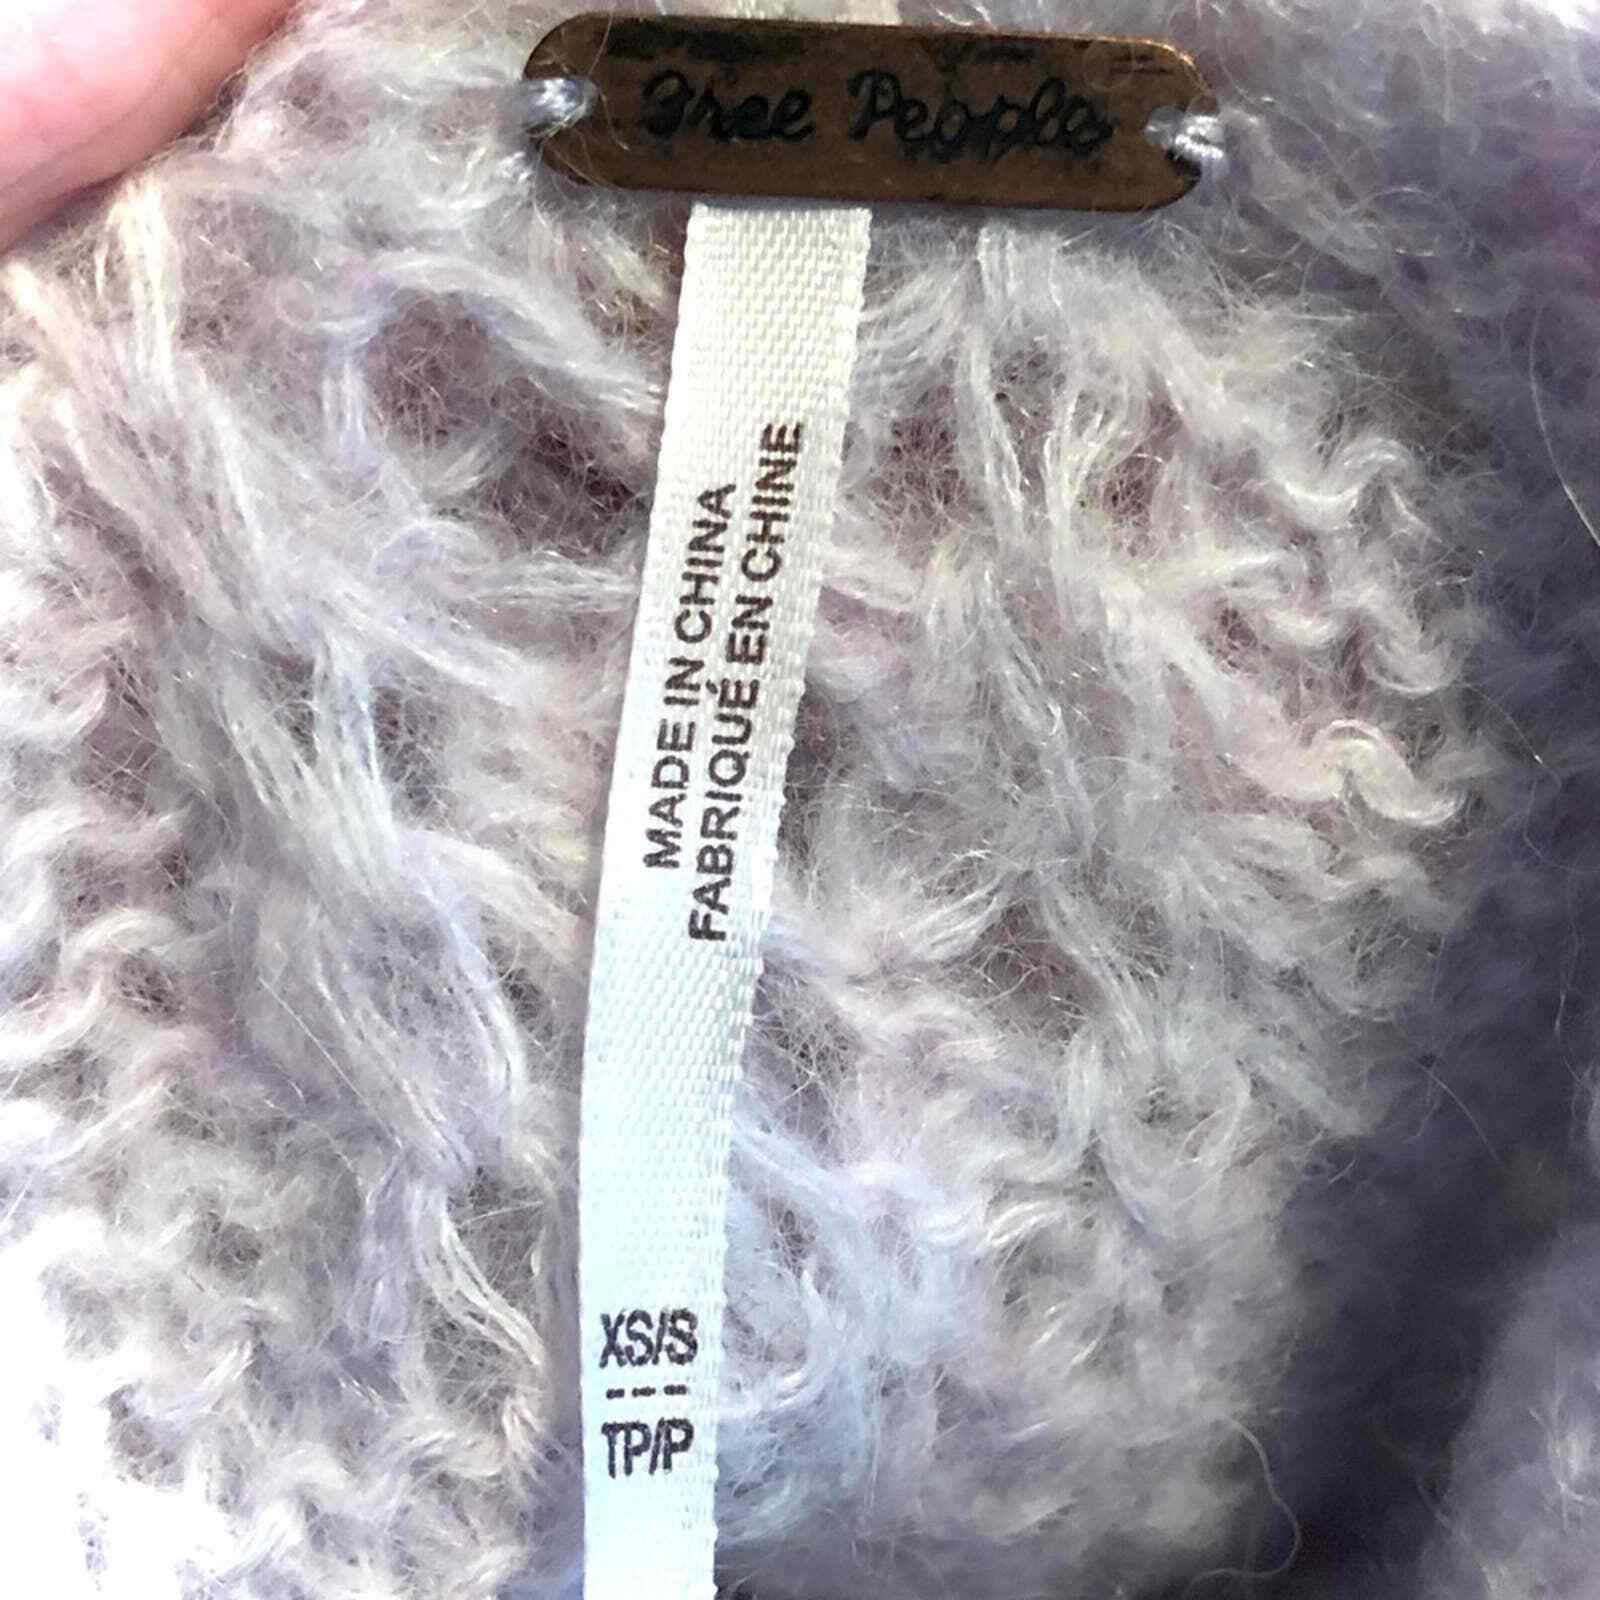 Free People
MADE IN CHINA
FABRIQUÉ EN CHINE
XS/S
---
TP/P